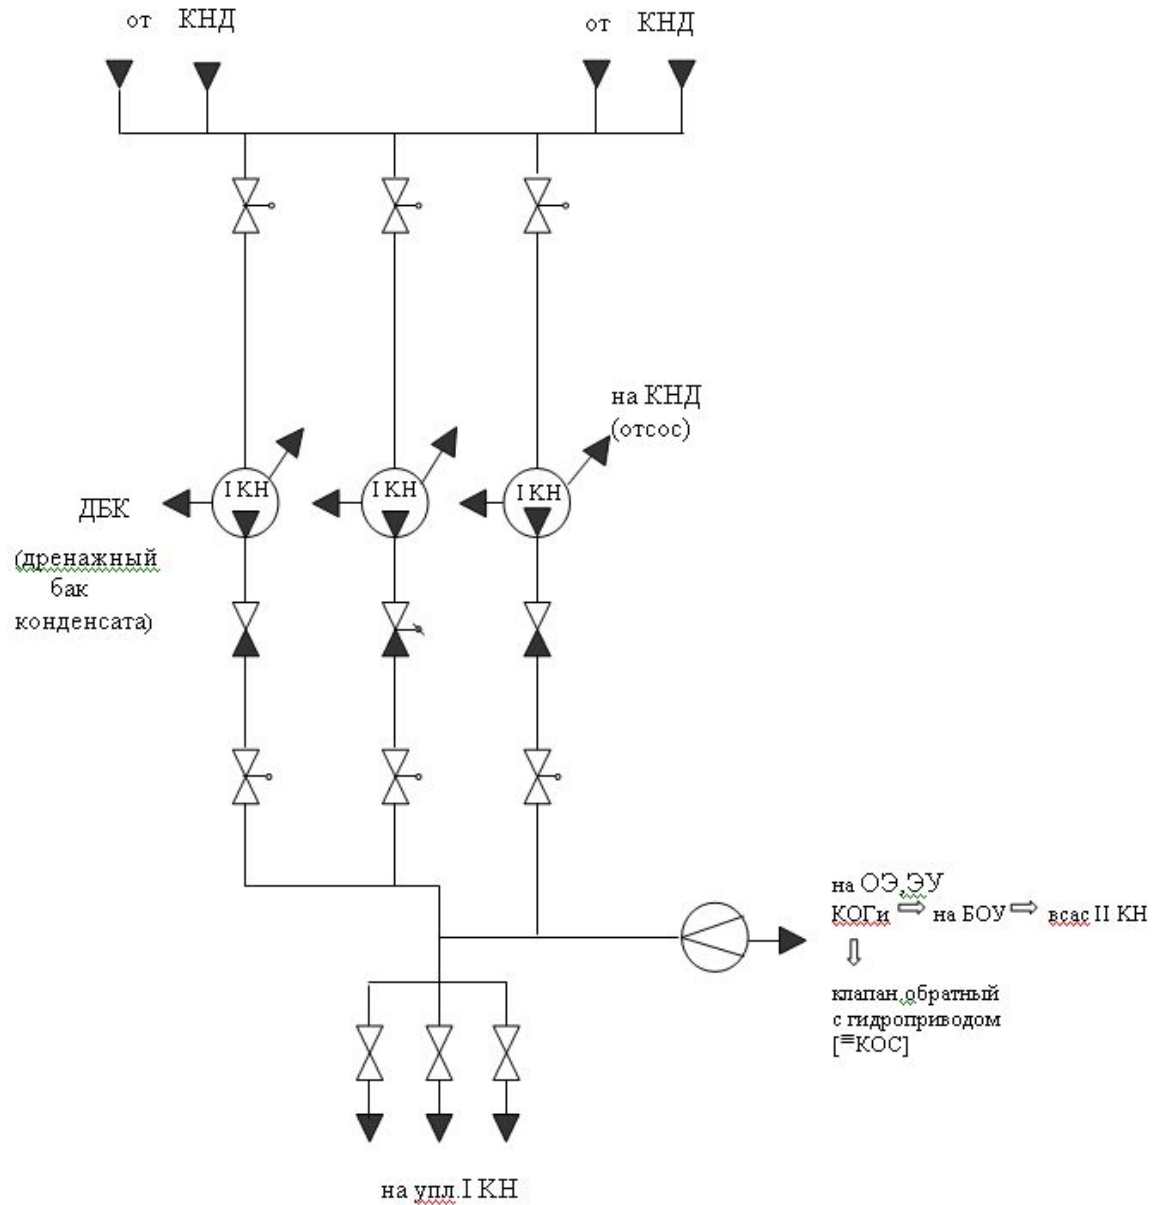 от КНД
от КНД
на КНД
(отсос)
I КН
I КН
I КН
ДБК
(дренажный
бак
конденсата)
на ОЭ,ЭУ
КОГи ⇨ на БОУ ⇨ всас II КН
клапан,обратный
с гидроприводом
[≡КОС]
на упл.I КН